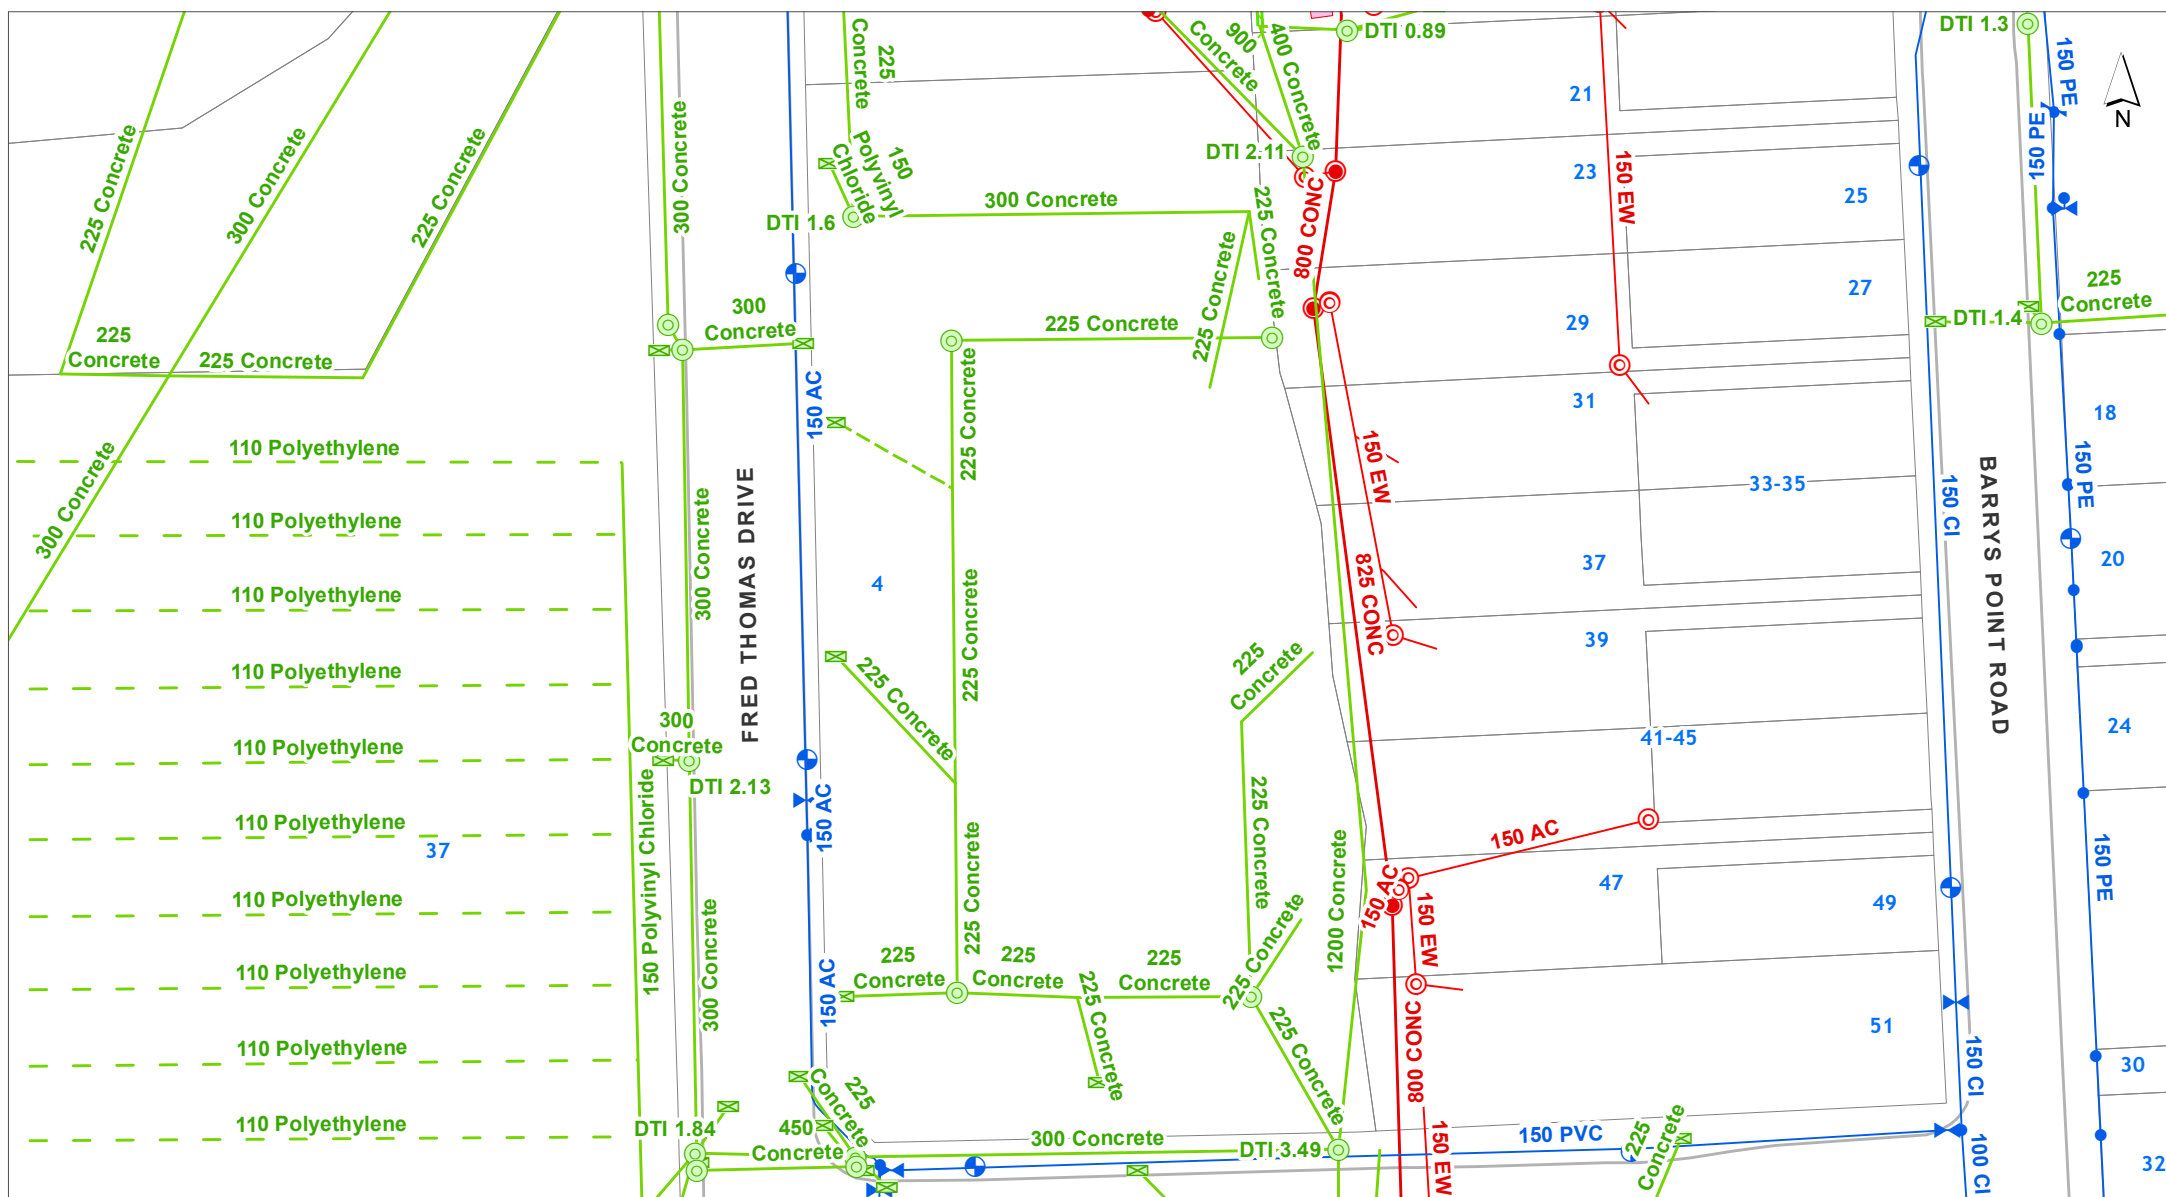 DTI 0.89
DTI 1.3
N
225 Concrete
300 Concrete
225 Concrete
300 Concrete
225
Concrete
900
Concrete
400 Concrete
150 PE
150 PE
21
23
25
27
29
31
33-35
37
39
41-45
47
49
51
DTI 2.11
150
Polyvinyl
Chloride
DTI 1.6
300 Concrete
225 Concrete
225 Concrete
800 CONC
150 EW
225
Concrete
225 Concrete
300
Concrete
225 Concrete
DTI 1.4
225
Concrete
300 Concrete
150 AC
225 Concrete
150 EW
150 CI
BARRYS POINT ROAD
150 PE
18
20
24
30
32
110 Polyethylene
110 Polyethylene
110 Polyethylene
110 Polyethylene
110 Polyethylene
110 Polyethylene
110 Polyethylene
110 Polyethylene
110 Polyethylene
110 Polyethylene
37
300 Concrete
FRED THOMAS DRIVE
4
225 Concrete
825 CONC
225
Concrete
225 Concrete
300
Concrete
DTI 2.13
150 Polyvinyl Chloride
150 AC
225 Concrete
225 Concrete
1200 Concrete
150 AC
150 AC
150 EW
150 PE
300 Concrete
150 AC
225
Concrete
225
Concrete
225
Concrete
225 Concrete
225 Concrete
225 Concrete
800 CONC
150 CI
225
Concrete
DTI 1.84
450
Concrete
300 Concrete
DTI 3.49
150 EW
150 PVC
225
Concrete
100 CI